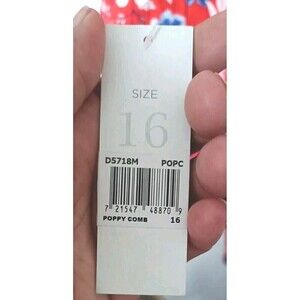 SIZE
16
D5718M POPC
7 21547 48870 9
POPPY COMB 16